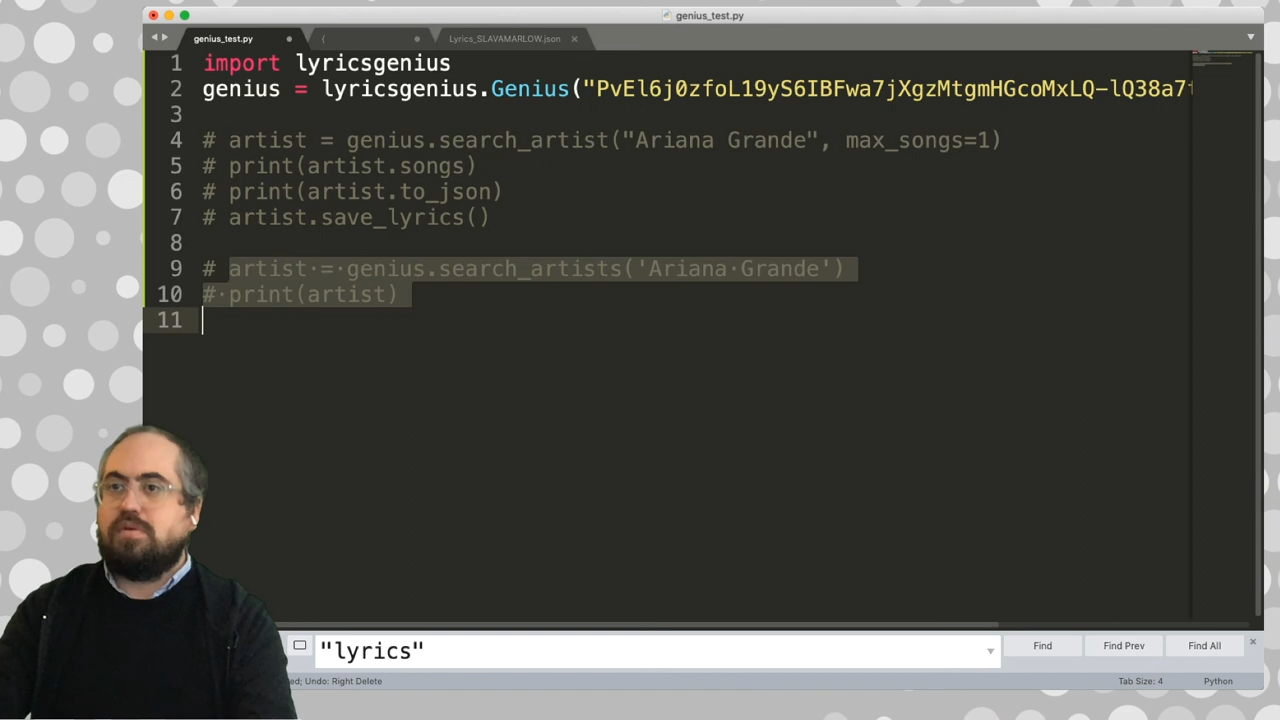 genius_test.py
genius_test.py
{
Lyrics_SLAVAMARLOW.json
1 import lyricsgenius
2 genius = lyricsgenius.Genius("PvEl6j0zfoL19yS6IBFwa7jXgzMtgmHGcoMxLQ-lQ38a7
3
4 # artist = genius.search_artist("Ariana Grande", max_songs=1)
5 # print(artist.songs)
6 # print(artist.to_json)
7 # artist.save_lyrics()
8
9 # artist = genius.search_artists('Ariana Grande')
10 # print(artist)
11
"lyrics"
Find
Find Prev
Find All
ed; Undo: Right Delete
Tab Size: 4
Python